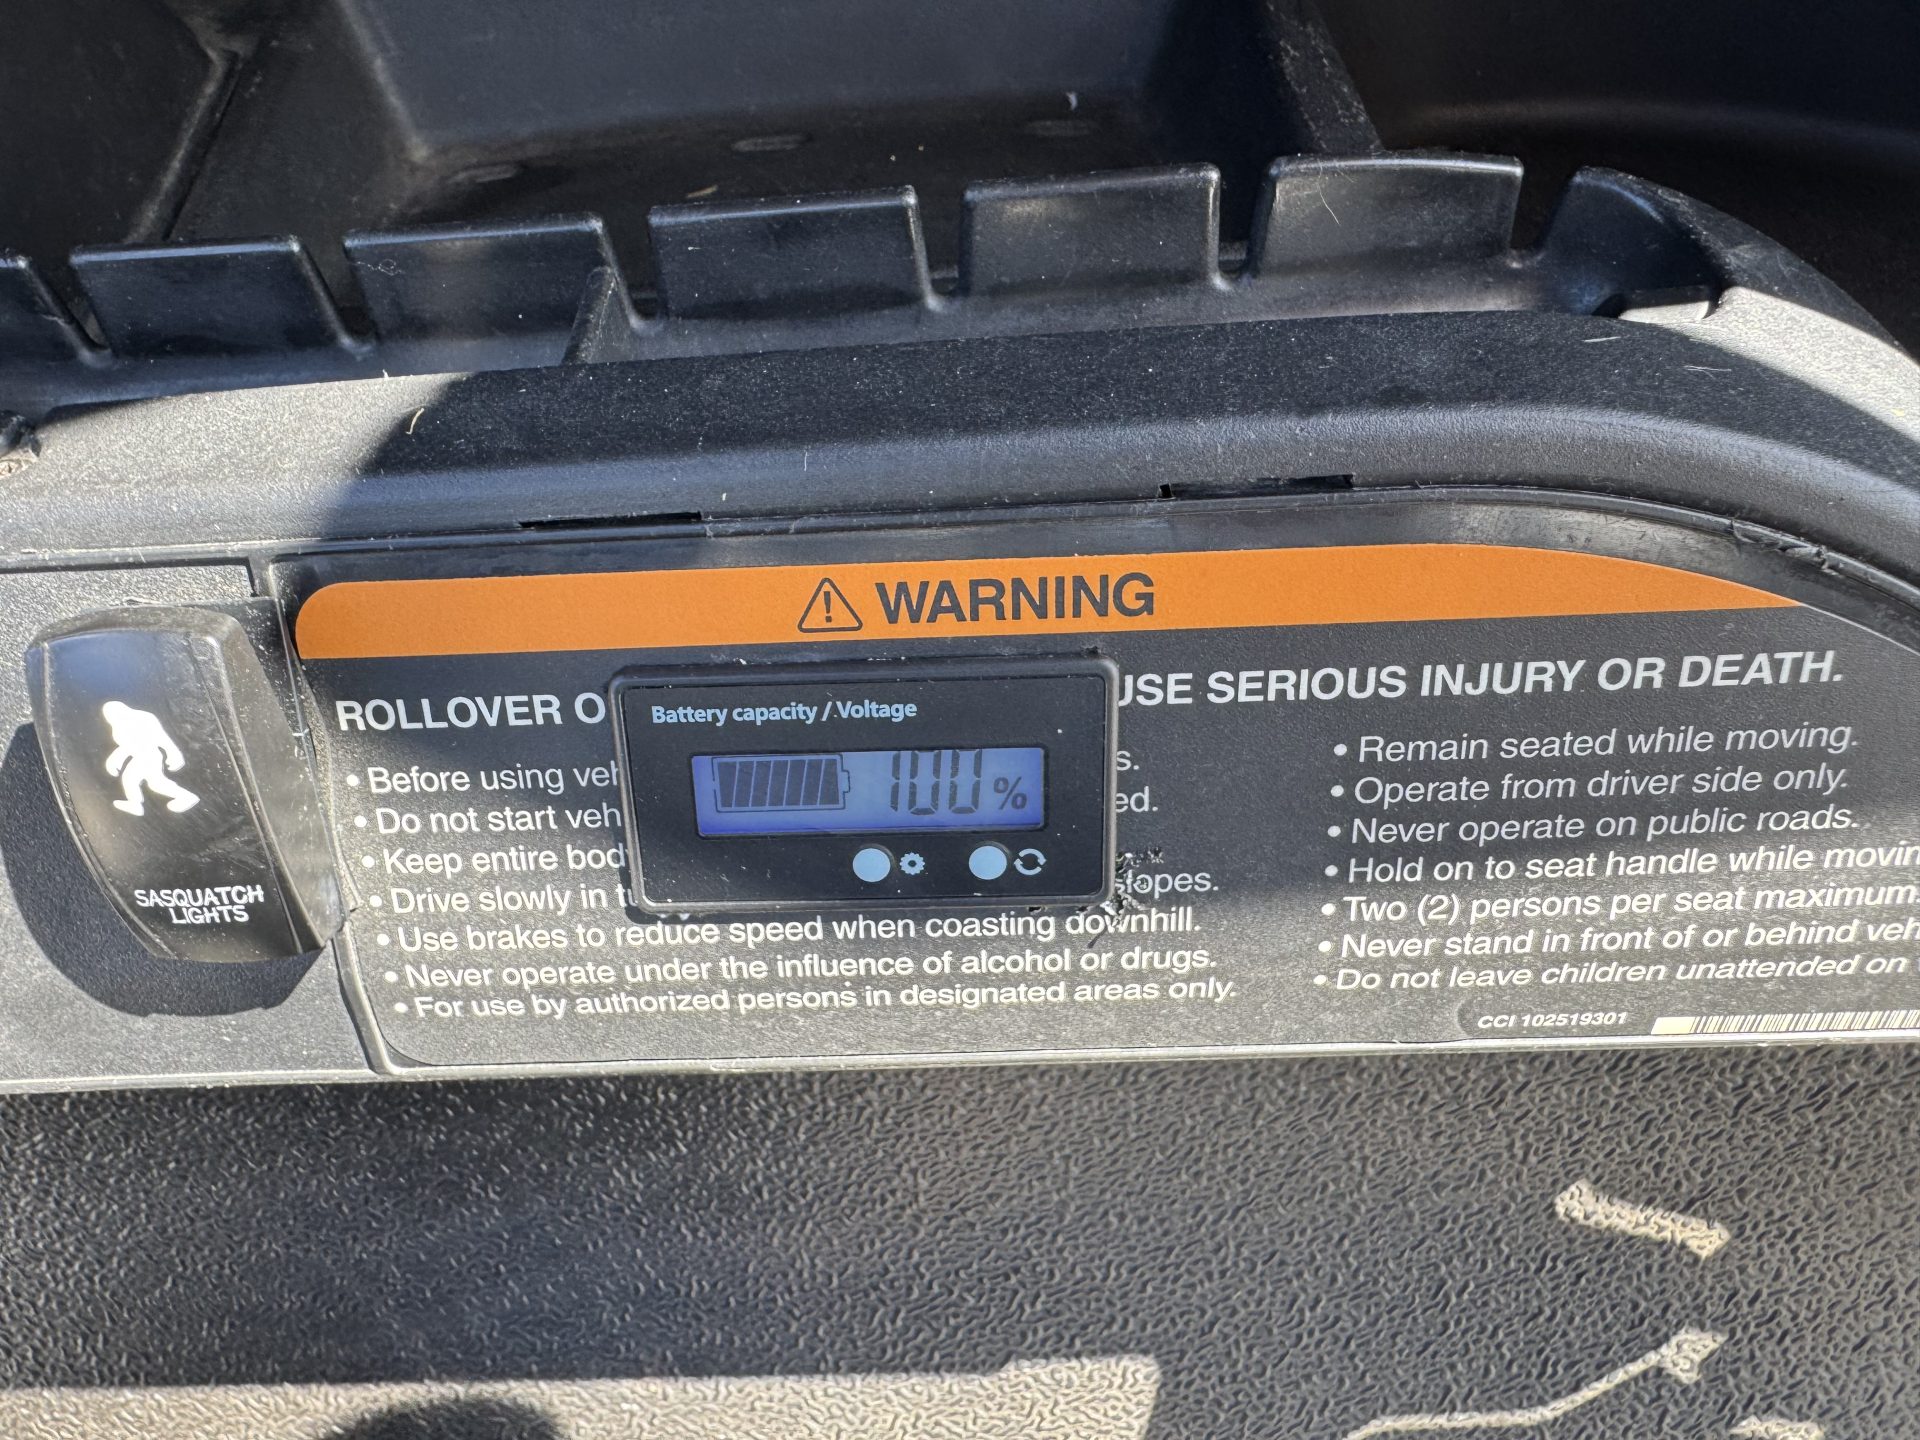 WARNING
ROLLOVER O
USE SERIOUS INJURY OR DEATH.
Battery capacity / Voltage
100 %
• Before using veh
• Do not start veh
• Keep entire bod
• Drive slowly in t
s.
ed.
slopes.
• Use brakes to reduce speed when coasting downhill.
• Never operate under the influence of alcohol or drugs.
• For use by authorized persons in designated areas only.
• Remain seated while moving.
• Operate from driver side only.
• Never operate on public roads.
• Hold on to seat handle while movin
• Two (2) persons per seat maximum.
• Never stand in front of or behind veh
• Do not leave children unattended on
CCI 102519301
SASQUATCH
LIGHTS